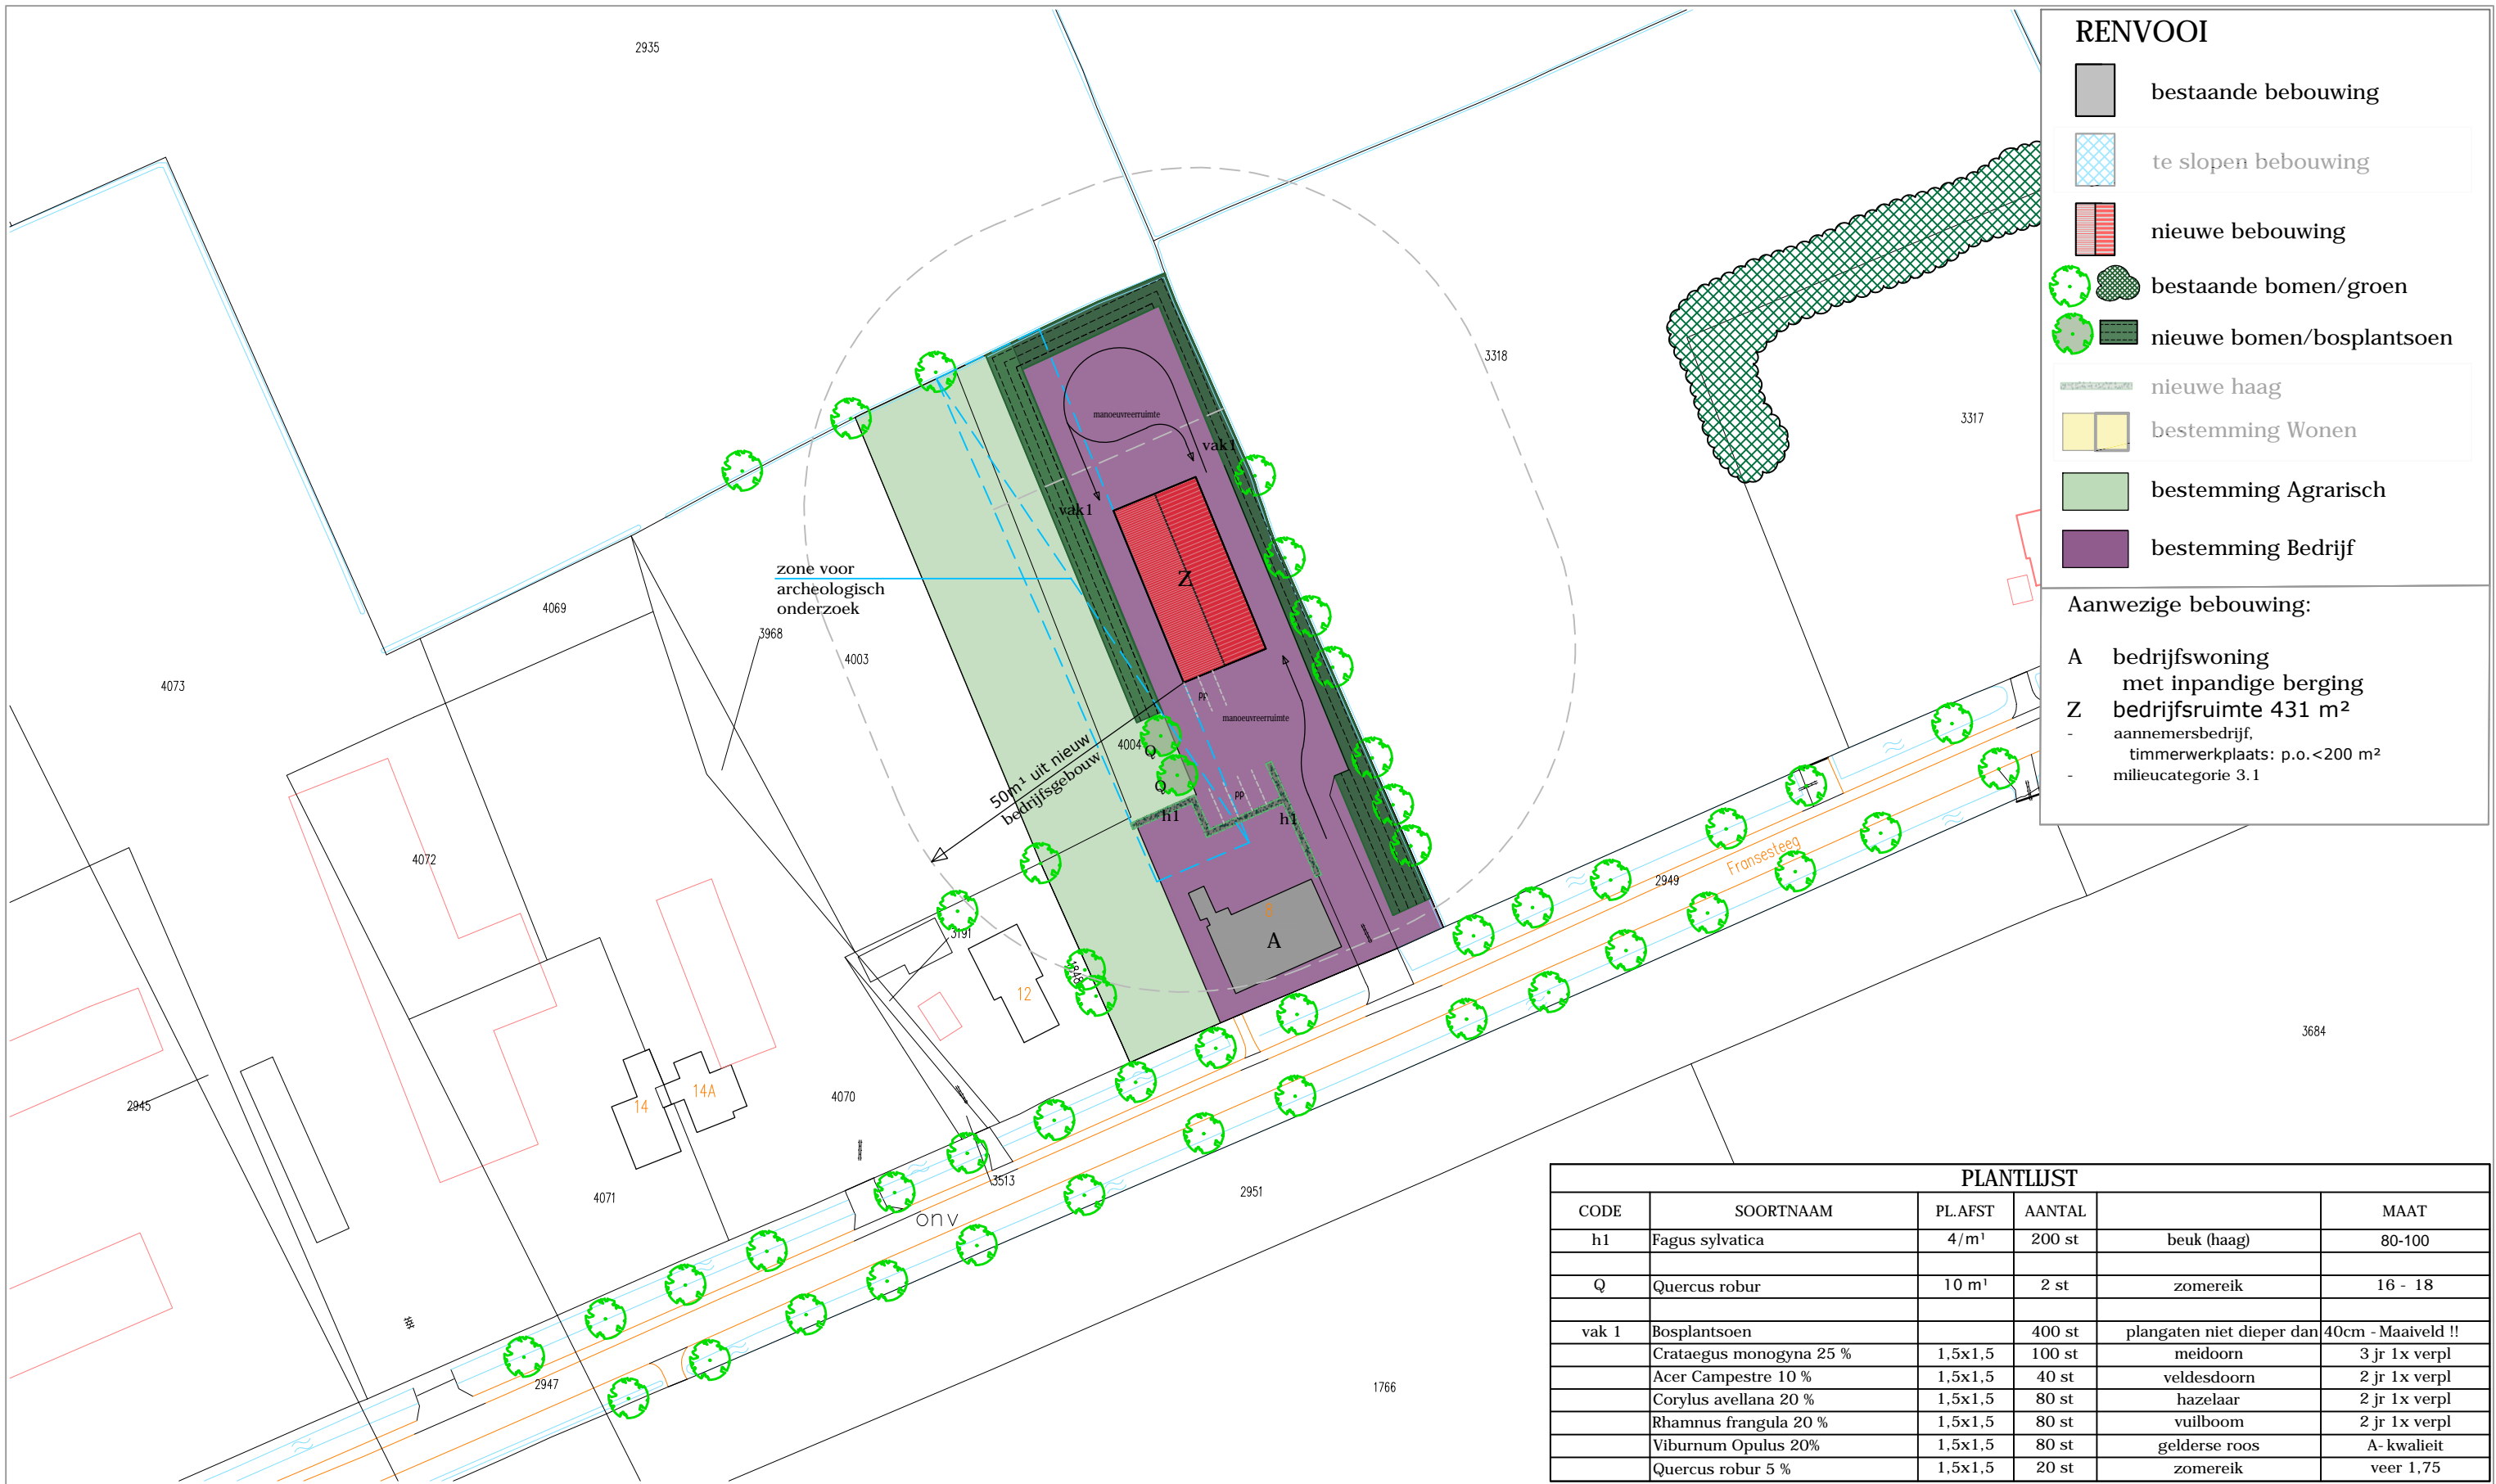 2935
3318
3317
manoeuvreerruimte
vak1
vak1
Z
zone voor
archeologisch
onderzoek
4069
3968
4003
4073
pp
manoeuvreerruimte
4004
Q
Q
50m¹ uit nieuw
bedrijfsgebouw
pp
h1
h1
4072
3191
8
A
12
2949
Fransesteeg
3684
2945
14
14A
4070
4071
3513
onv
2951
2947
1766
RENVOOI
bestaande bebouwing
te slopen bebouwing
nieuwe bebouwing
bestaande bomen/groen
nieuwe bomen/bosplantsoen
nieuwe haag
bestemming Wonen
bestemming Agrarisch
bestemming Bedrijf
Aanwezige bebouwing:
A bedrijfswoning
met inpandige berging
Z bedrijfsruimte 431 m²
- aannemersbedrijf,
timmerwerkplaats: p.o.<200 m²
- milieucategorie 3.1
PLANTLIJST
CODE SOORTNAAM PL.AFST AANTAL MAAT
h1 Fagus sylvatica 4/m¹ 200 st beuk (haag) 80-100
Q Quercus robur 10 m¹ 2 st zomereik 16 - 18
vak 1 Bosplantsoen 400 st plangaten niet dieper dan 40cm - Maaiveld !!
Crataegus monogyna 25 % 1,5x1,5 100 st meidoorn 3 jr 1x verpl
Acer Campestre 10 % 1,5x1,5 40 st veldesdoorn 2 jr 1x verpl
Corylus avellana 20 % 1,5x1,5 80 st hazelaar 2 jr 1x verpl
Rhamnus frangula 20 % 1,5x1,5 80 st vuilboom 2 jr 1x verpl
Viburnum Opulus 20% 1,5x1,5 80 st gelderse roos A- kwalieit
Quercus robur 5 % 1,5x1,5 20 st zomereik veer 1,75